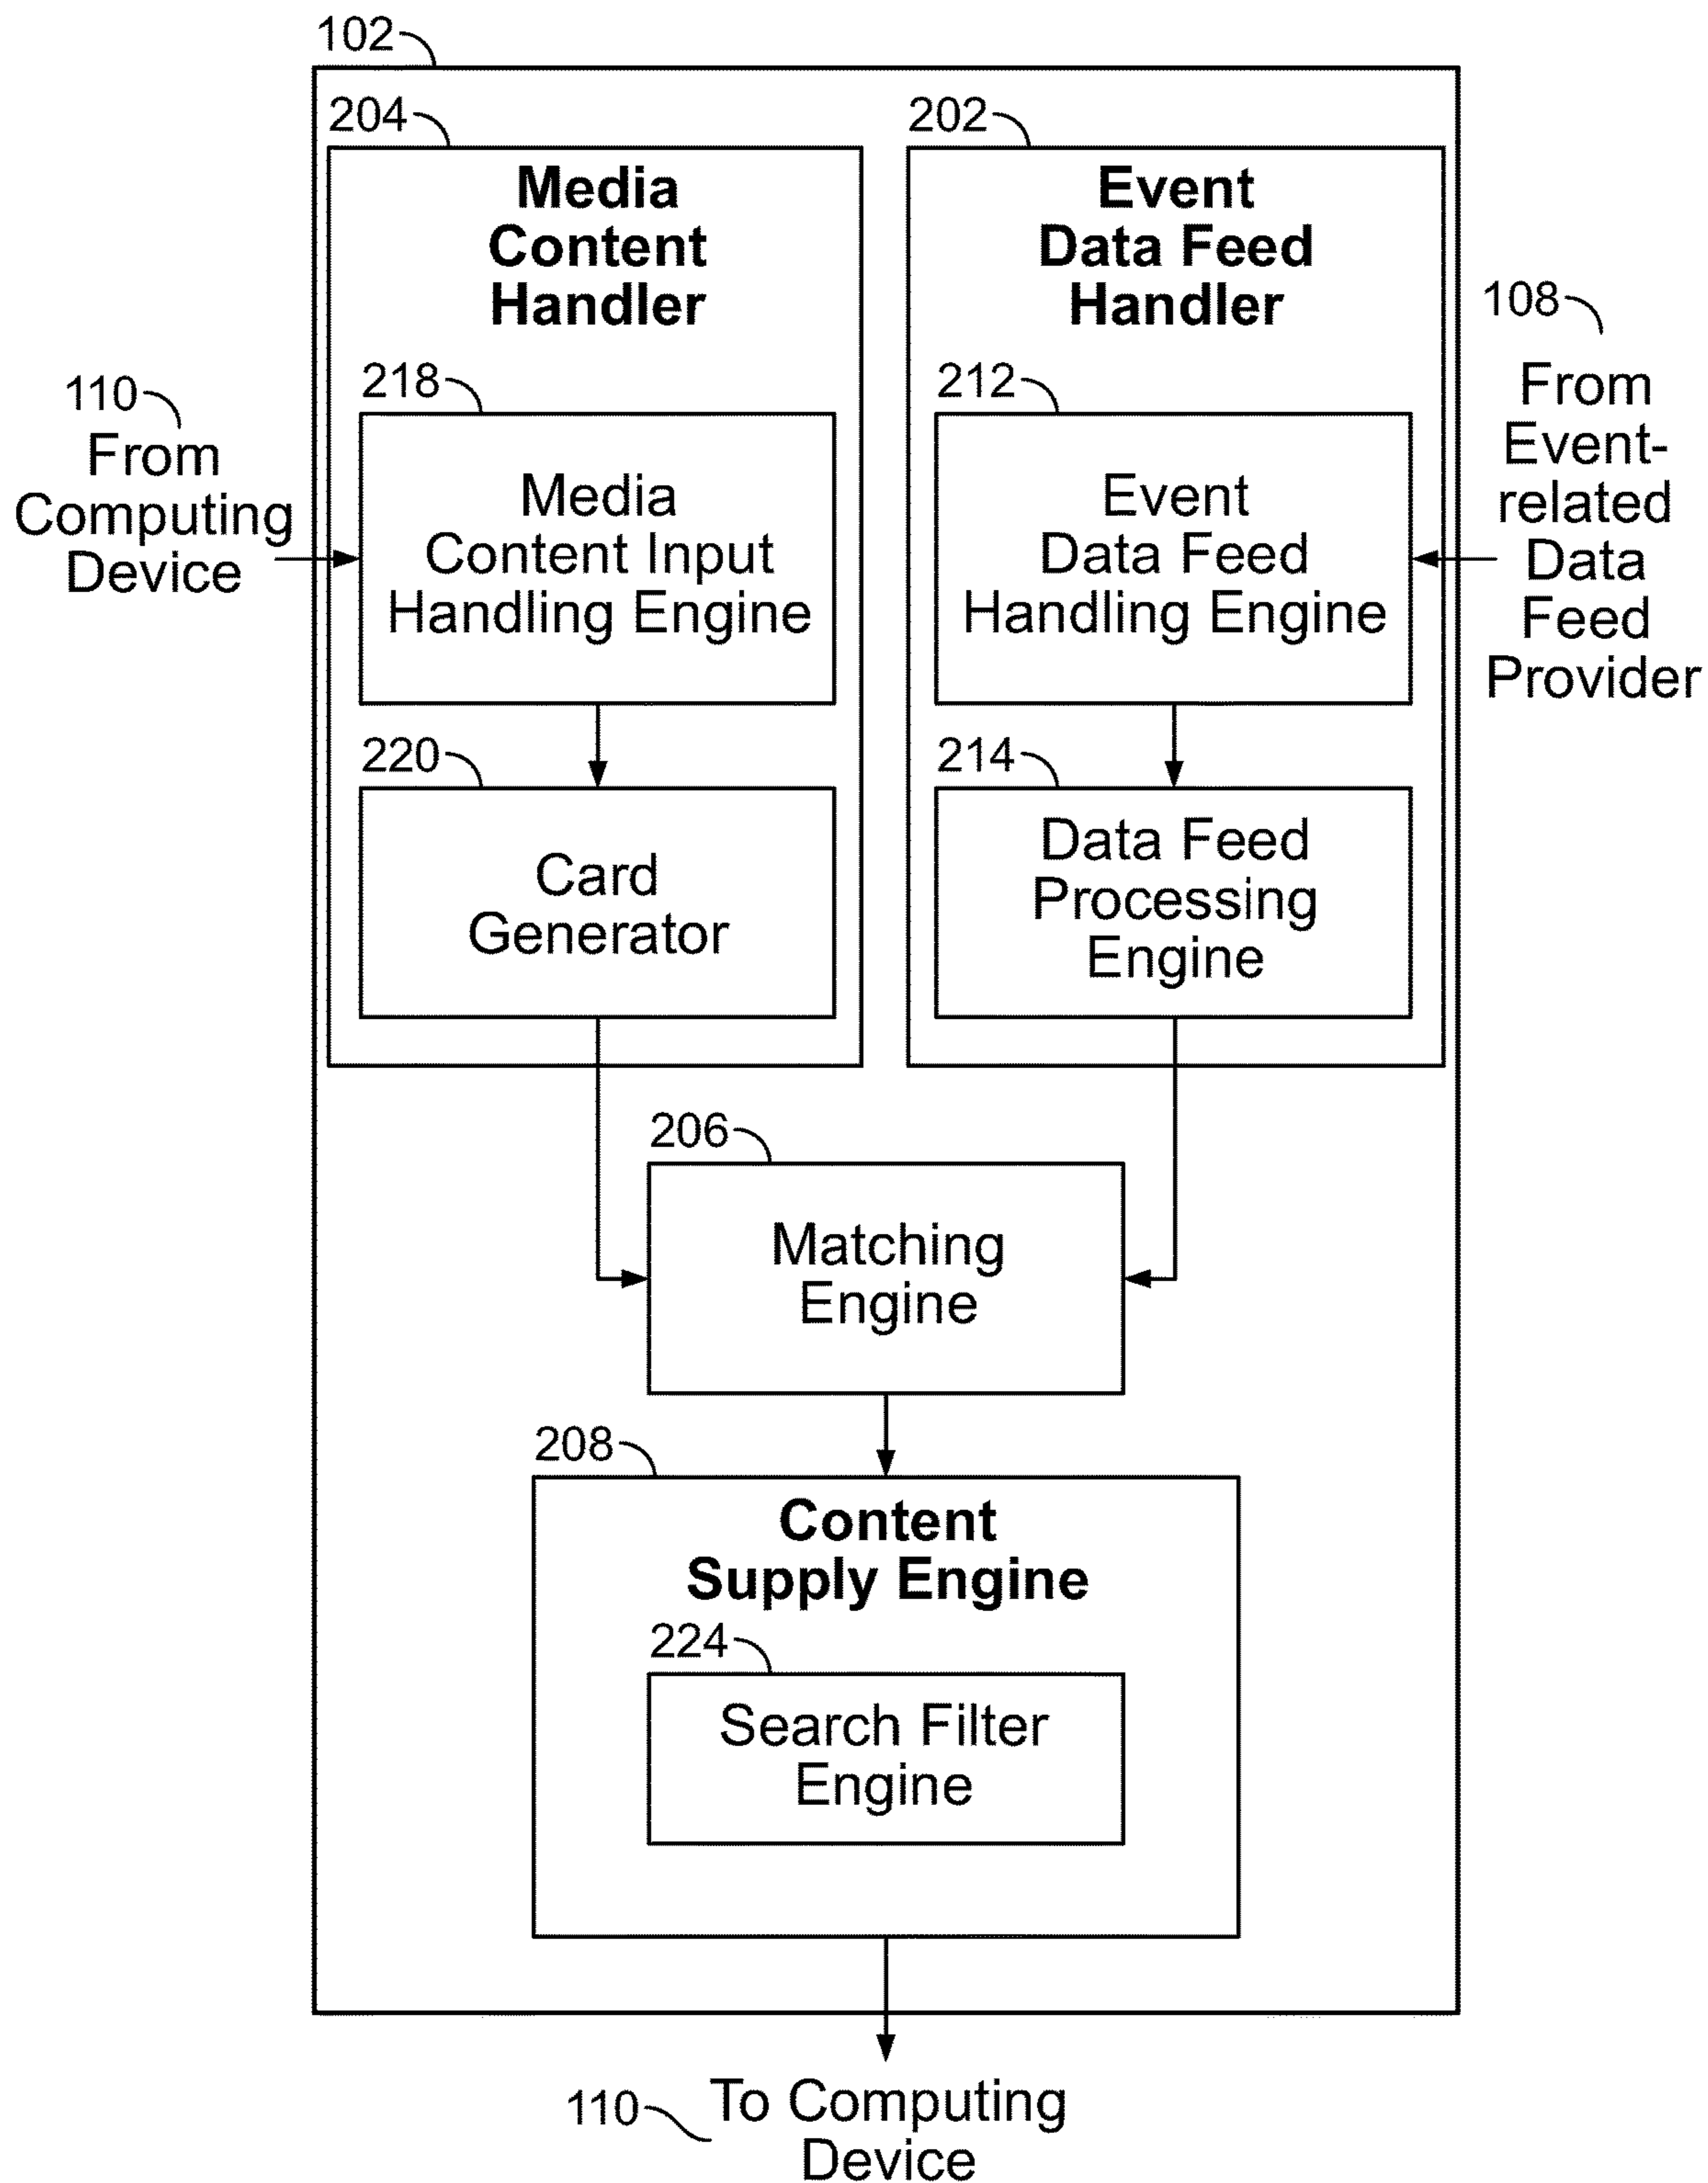 102
204
Media
Content
Handler
202
Event
Data Feed
Handler
110
From
Computing
Device
218
Media
Content Input
Handling Engine
212
Event
Data Feed
Handling Engine
108
From
Event-
related
Data
Feed
Provider
220
Card
Generator
214
Data Feed
Processing
Engine
206
Matching
Engine
208
Content
Supply Engine
224
Search Filter
Engine
110
To Computing
Device